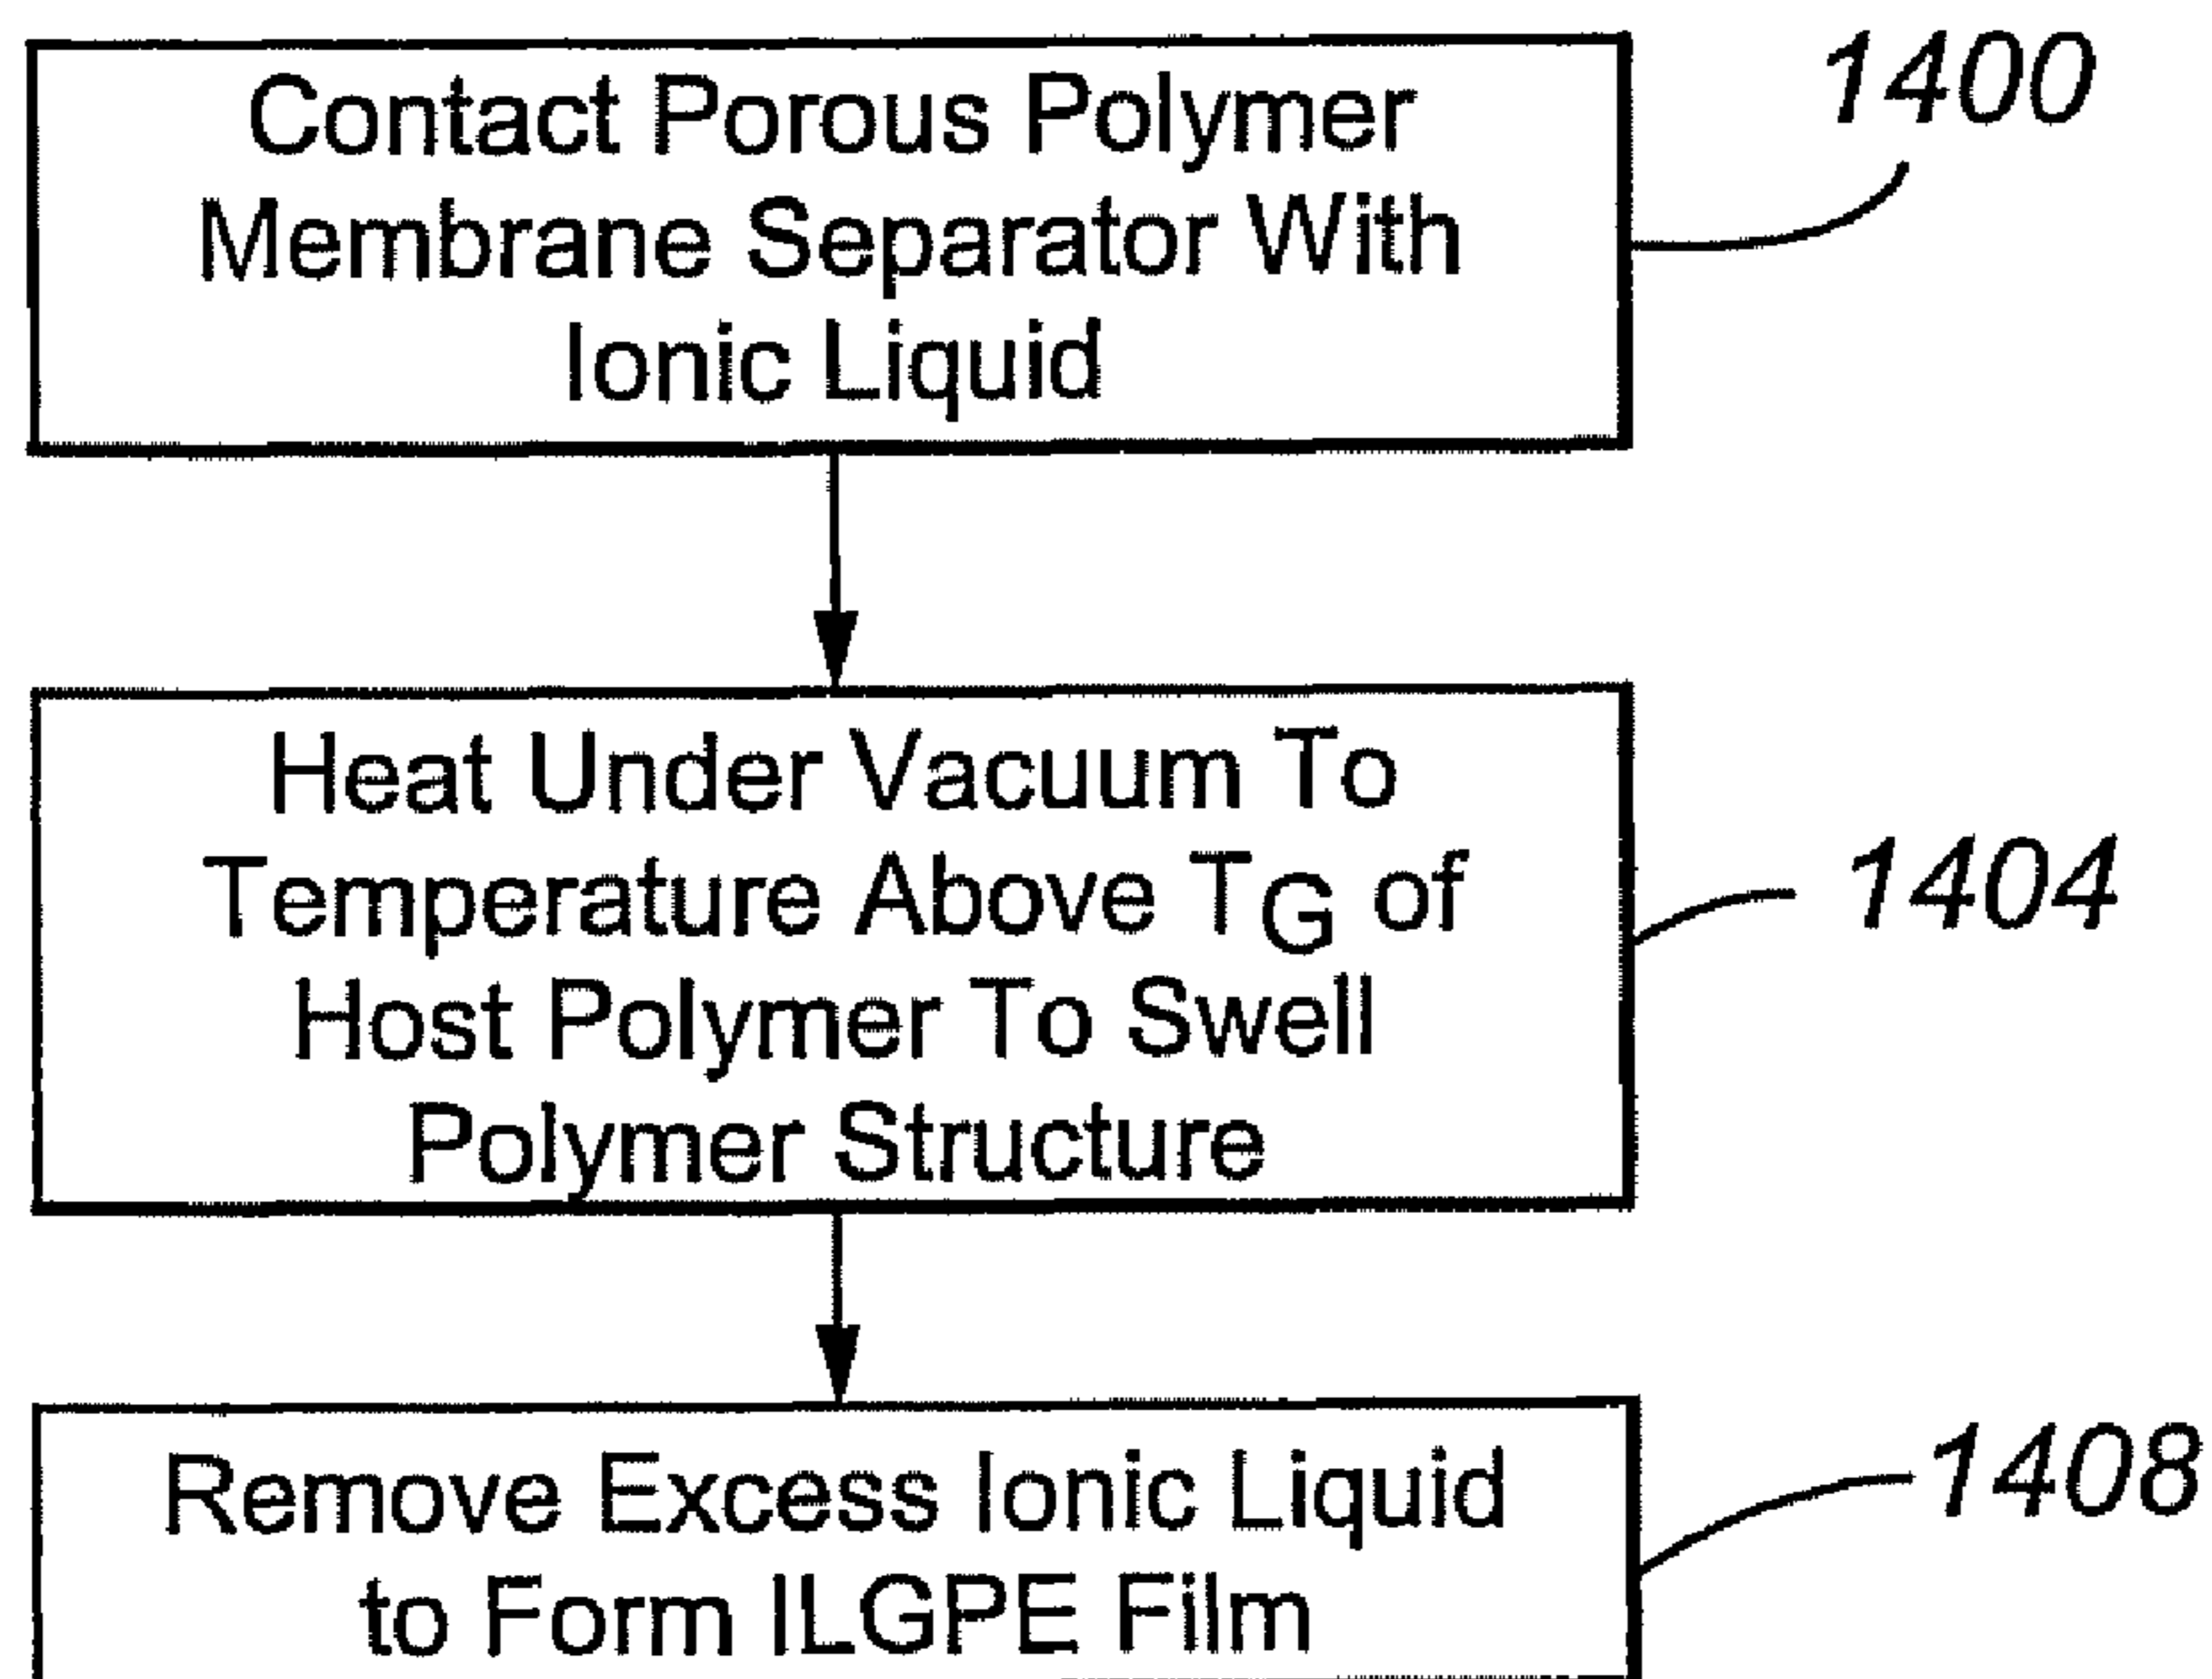 Contact Porous Polymer
Membrane Separator With
Ionic Liquid
1400
Heat Under Vacuum To
Temperature Above TG of
Host Polymer To Swell
Polymer Structure
1404
Remove Excess Ionic Liquid
to Form ILGPE Film
1408